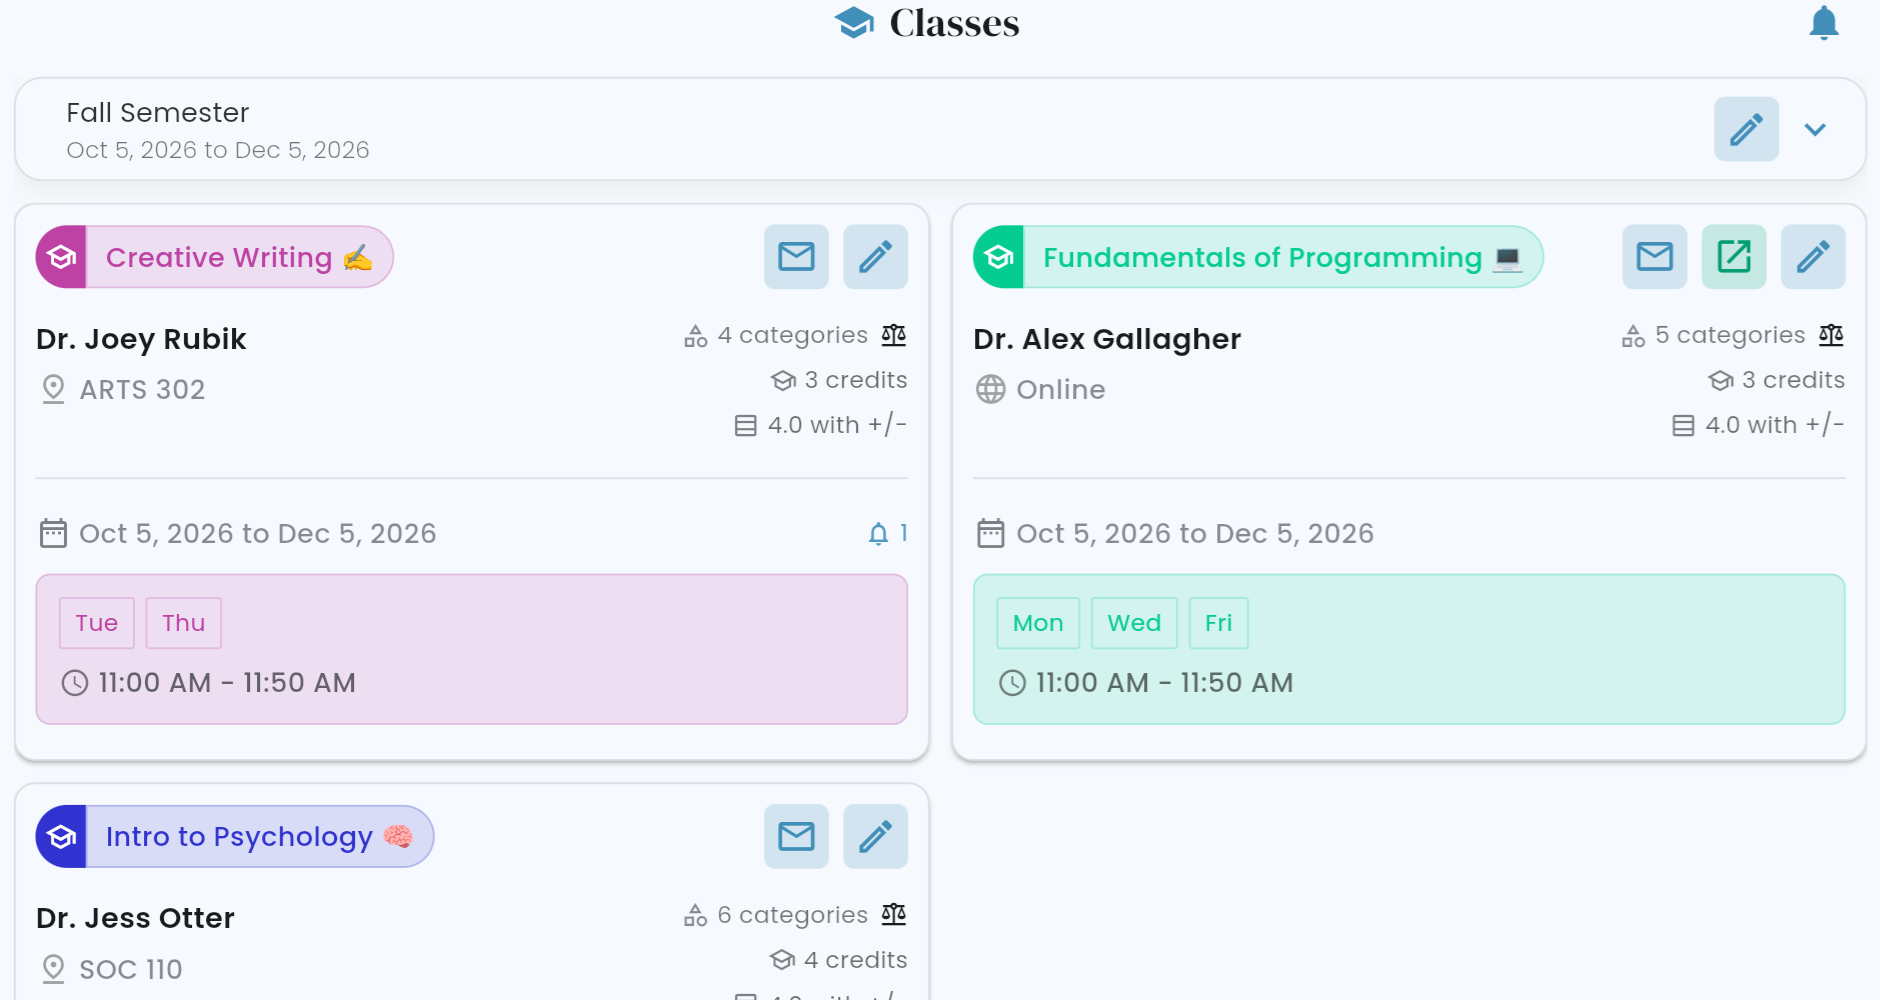 Classes
Fall Semester
Oct 5, 2026 to Dec 5, 2026
Creative Writing ✍️
Dr. Joey Rubik
ARTS 302
4 categories
3 credits
4.0 with +/-
Oct 5, 2026 to Dec 5, 2026
1
Tue Thu
11:00 AM - 11:50 AM
Fundamentals of Programming 💻
Dr. Alex Gallagher
Online
5 categories
3 credits
4.0 with +/-
Oct 5, 2026 to Dec 5, 2026
Mon Wed Fri
11:00 AM - 11:50 AM
Intro to Psychology 🧠
Dr. Jess Otter
SOC 110
6 categories
4 credits